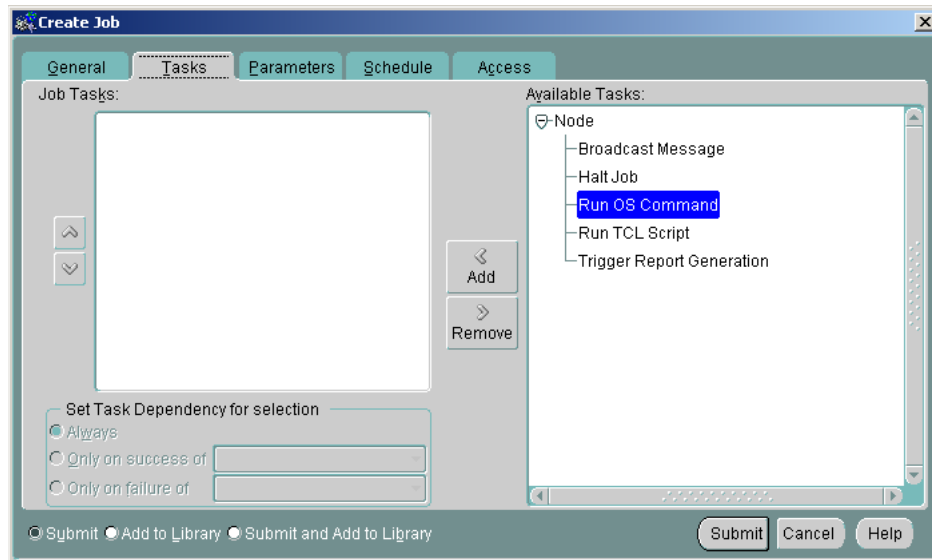 Create Job
General Tasks Parameters Schedule Access
Job Tasks:
Available Tasks:
Node
Broadcast Message
Halt Job
Run OS Command
Run TCL Script
Trigger Report Generation
Add
Remove
Set Task Dependency for selection
Always
Only on success of
Only on failure of
Submit Add to Library Submit and Add to Library
Submit Cancel Help